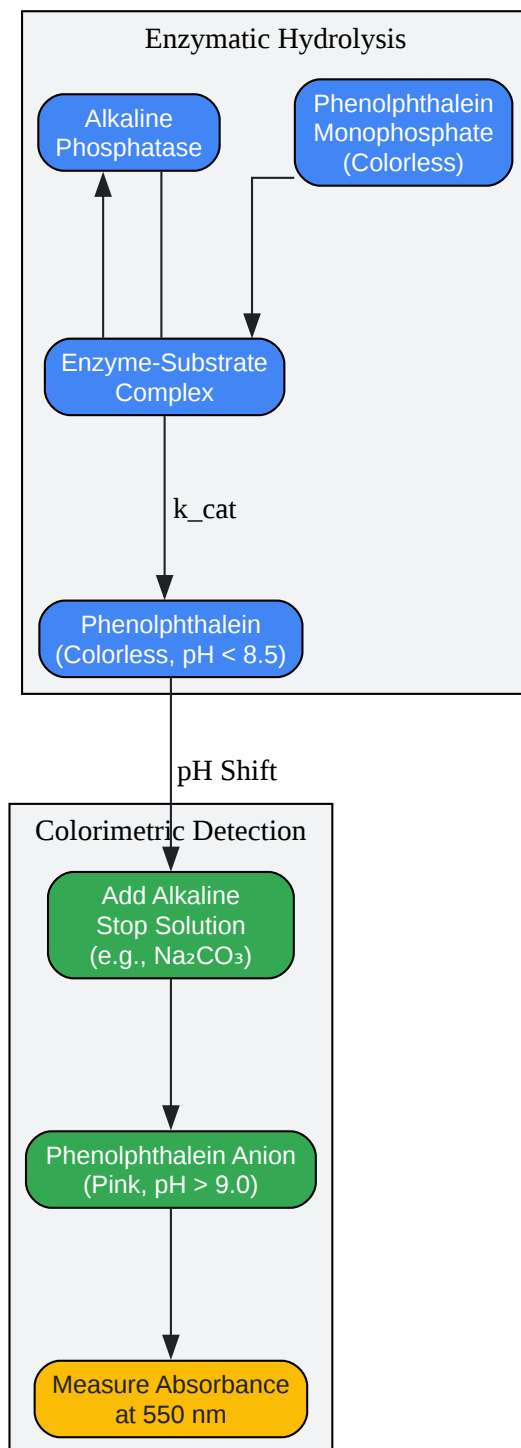 Enzymatic Hydrolysis
Alkaline
Phosphatase
Phenolphthalein
Monophosphate
(Colorless)
Enzyme-Substrate
Complex
k_cat
Phenolphthalein
(Colorless, pH < 8.5)
pH Shift
Colorimetric Detection
Add Alkaline
Stop Solution
(e.g., Na₂CO₃)
Phenolphthalein Anion
(Pink, pH > 9.0)
Measure Absorbance
at 550 nm